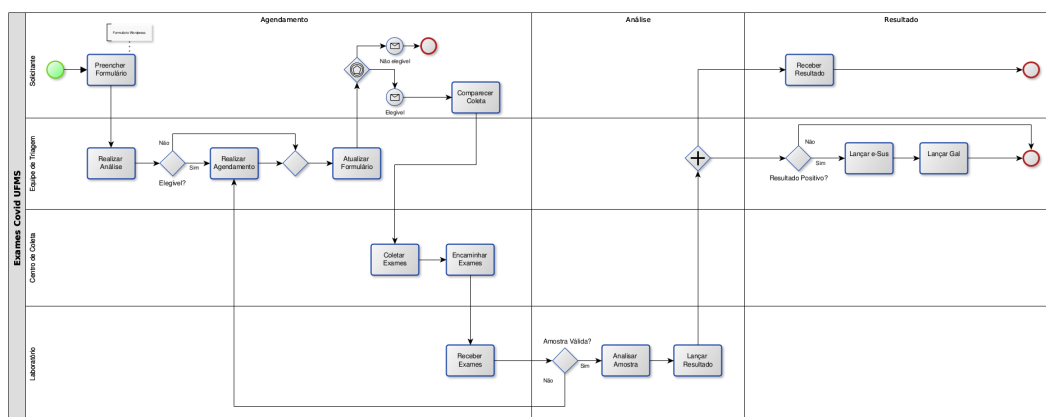 Agendamento
Análise
Resultado
Exames Covid UFMS
Solicitante
Equipe de Triagem
Centro de Coleta
Laboratório
Preencher
Formulário
Não elegível
Elegível
Comparecer
Coleta
Receber
Resultado
Realizar
Análise
Não
Sim
Elegível?
Realizar
Agendamento
Atualizar
Formulário
Não
Sim
Resultado Positivo?
Lançar e-Sus
Lançar Gal
Coletar
Exames
Encaminhar
Exames
Receber
Exames
Amostra Válida?
Sim
Não
Analisar
Amostra
Lançar
Resultado